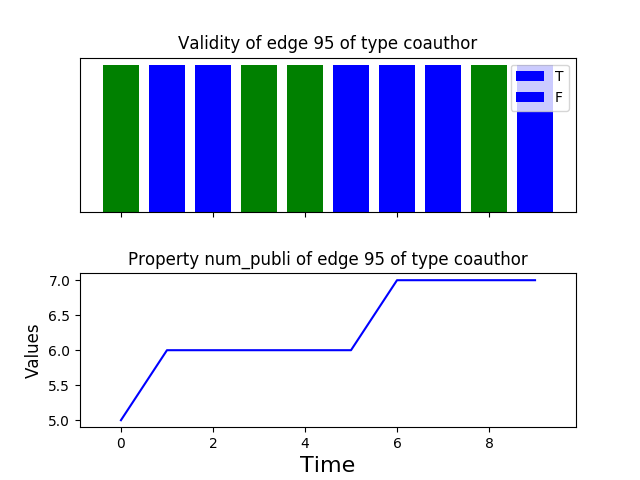 Validity of edge 95 of type coauthor
T
F
Property num_publi of edge 95 of type coauthor
7.0
6.5
6.0
5.5
5.0
Values
0 2 4 6 8
Time